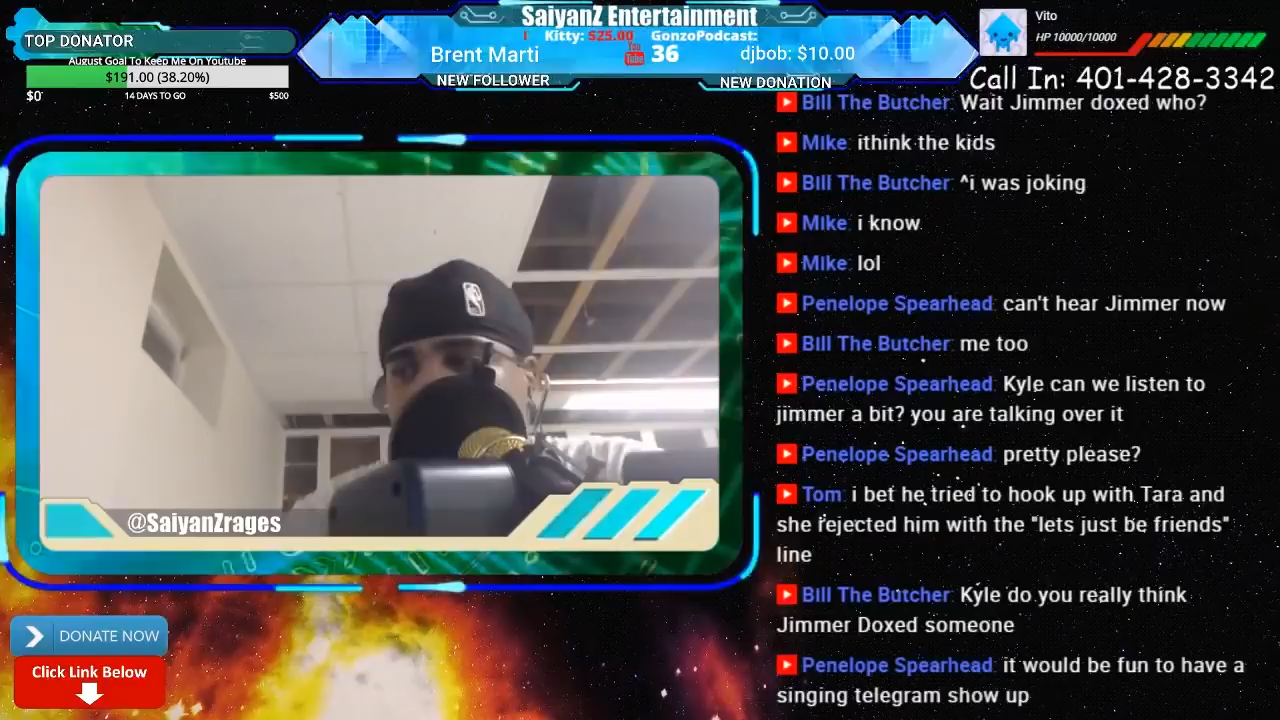 TOP DONATOR
August Goal To Keep Me On Youtube
$191.00 (38.20%)
$0
14 DAYS TO GO
$500
SaiyanZ Entertainment
Kitty: $25.00 GonzoPodcast:
Brent Marti
You Tube
36
djbob: $10.00
NEW FOLLOWER
NEW DONATION
Vito
HP 10000/10000
Call In: 401-428-3342
Bill The Butcher: Wait Jimmer doxed who?
Mike: ithink the kids
Bill The Butcher: ^i was joking
Mike: i know
Mike: lol
Penelope Spearhead: can't hear Jimmer now
Bill The Butcher: me too
Penelope Spearhead: Kyle can we listen to
jimmer a bit? you are talking over it
Penelope Spearhead: pretty please?
Tom: i bet he tried to hook up with Tara and
she rejected him with the "lets just be friends"
line
Bill The Butcher: Kyle do you really think
Jimmer Doxed someone
Penelope Spearhead: it would be fun to have a
singing telegram show up
@SaiyanZrages
DONATE NOW
Click Link Below